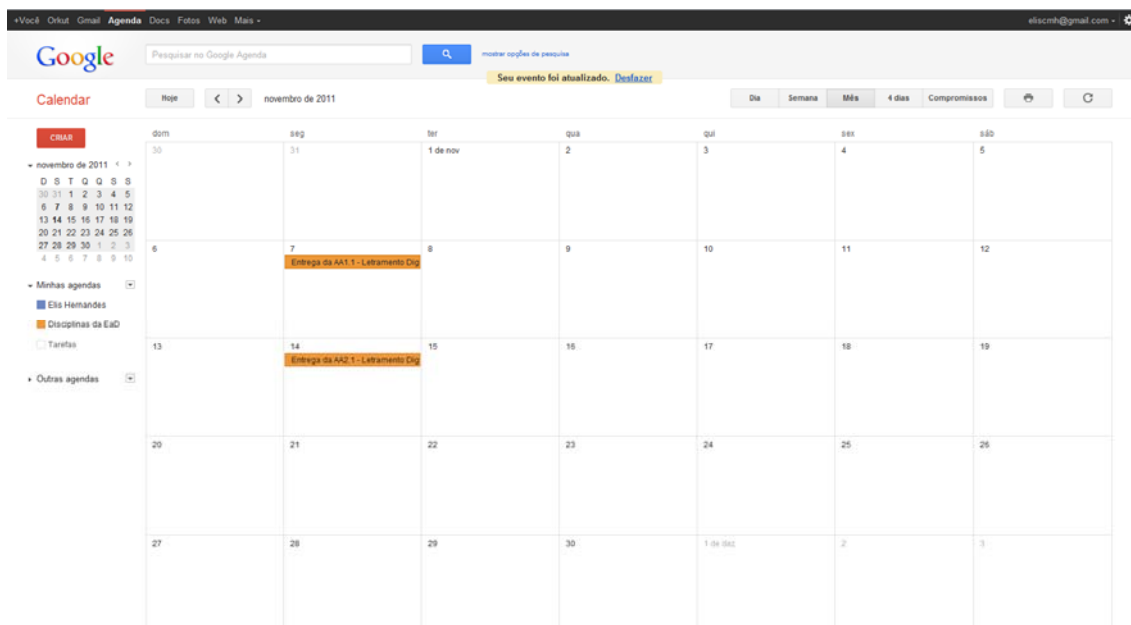 +Você Orkut Gmail Agenda Docs Fotos Web Mais eliscmh@gmail.com
Google Pesquisar no Google Agenda mostrar opções de pesquisa
Seu evento foi atualizado. Desfazer
Calendar Hoje novembro de 2011 Dia Semana Mês 4 dias Compromissos
CRIAR
novembro de 2011
D S T Q Q S S
30 31 1 2 3 4 5
6 7 8 9 10 11 12
13 14 15 16 17 18 19
20 21 22 23 24 25 26
27 28 29 30 1 2 3
4 5 6 7 8 9 10
Minhas agendas
Elis Hernandes
Disciplinas da EaD
Tarefas
Outras agendas
dom seg ter qua qui sex sáb
30 31 1 de nov 2 3 4 5
6 7 8 9 10 11 12
Entrega da AA1.1 - Letramento Dig
13 14 15 16 17 18 19
Entrega da AA2.1 - Letramento Dig
20 21 22 23 24 25 26
27 28 29 30 1 de dez 2 3